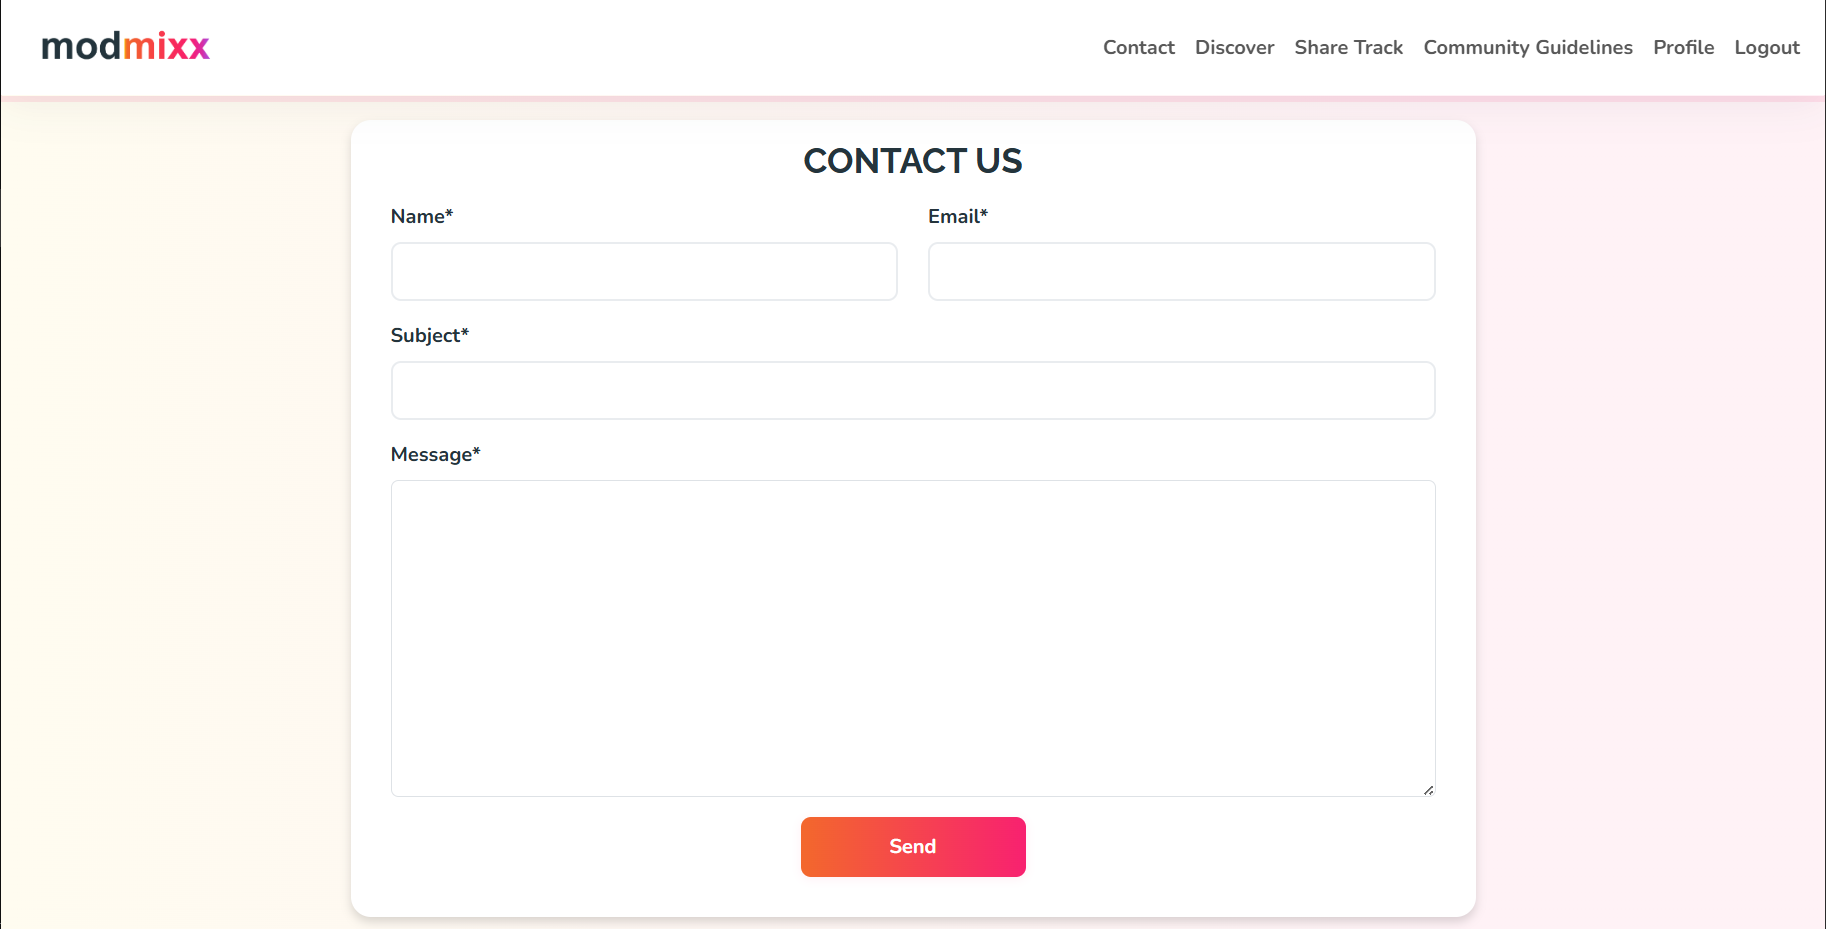 modmixx Contact Discover Share Track Community Guidelines Profile Logout
CONTACT US
Name* Email*
Subject*
Message*
Send